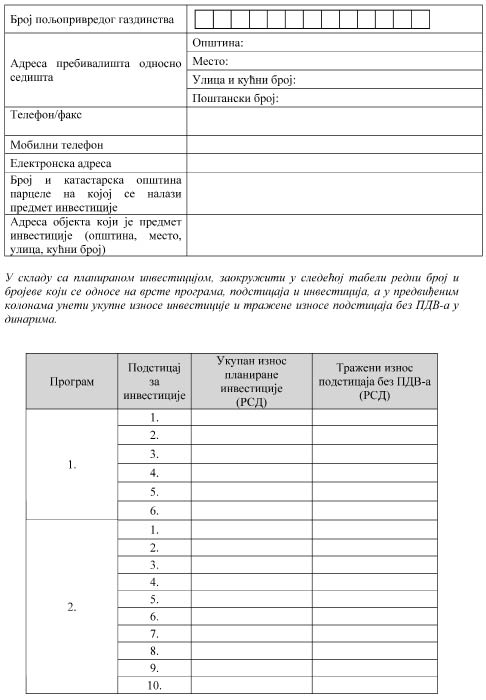 Број пољопривредог газдинства
Адреса пребивалишта односно
седишта
Општина:
Место:
Улица и кућни број:
Поштански број:
Телефон/факс
Мобилни телефон
Електронска адреса
Број и катастарска општина
парцеле на којој се налази
предмет инвестиције
Адреса објекта који је предмет
инвестиције (општина, место,
улица, кућни број)
У складу са планираном инвестицијом, заокружити у следећој табели редни број и
бројеве који се односе на врсте програма, подстицаја и инвестиција, а у предвиђеним
колонама унети укупне износе инвестиције и тражене износе подстицаја без ПДВ-а у
динарима.
Програм
Подстицај
за
инвестиције
Укупан износ
планиране
инвестиције
(РСД)
Тражени износ
подстицаја без ПДВ-а
(РСД)
1.
1.
2.
3.
4.
5.
6.
2.
1.
2.
3.
4.
5.
6.
7.
8.
9.
10.